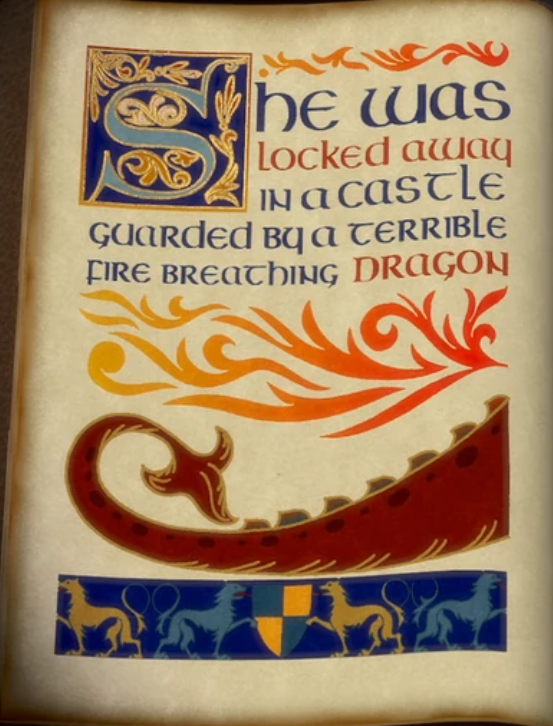 She was
locked away
in a castle
guarded by a terrible
fire breathing dragon